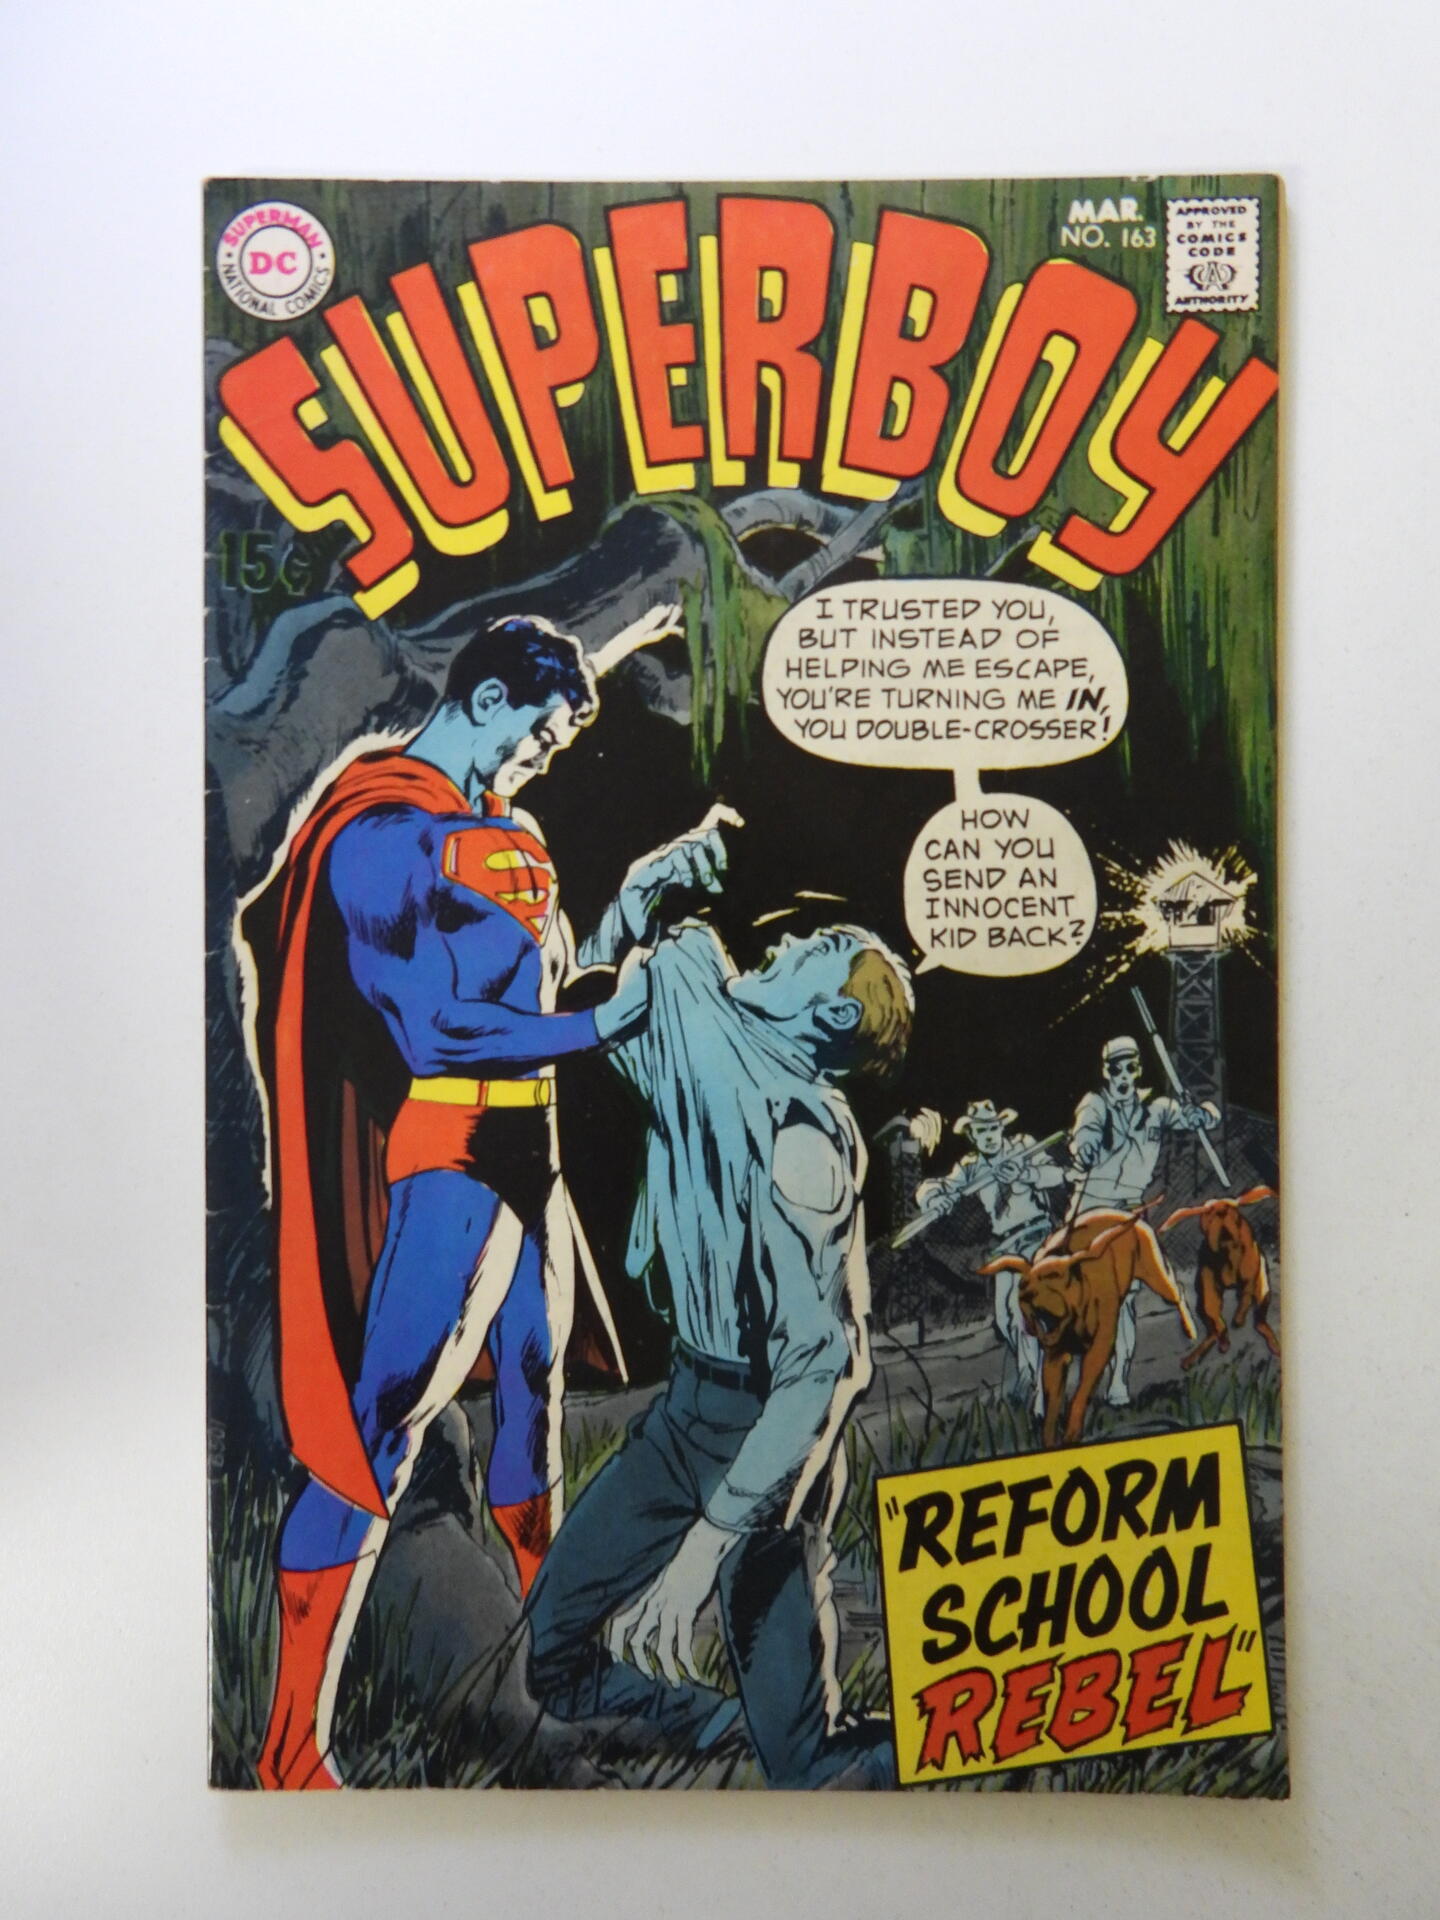 SUPERMAN
DC
NATIONAL COMICS
MAR.
NO. 163
APPROVED
BY THE
COMICS
CODE
CA
AUTHORITY
SUPERBOY
15¢
I TRUSTED YOU,
BUT INSTEAD OF
HELPING ME ESCAPE,
YOU'RE TURNING ME IN,
YOU DOUBLE-CROSSER!
HOW
CAN YOU
SEND AN
INNOCENT
KID BACK?
S
"REFORM
SCHOOL
REBEL"